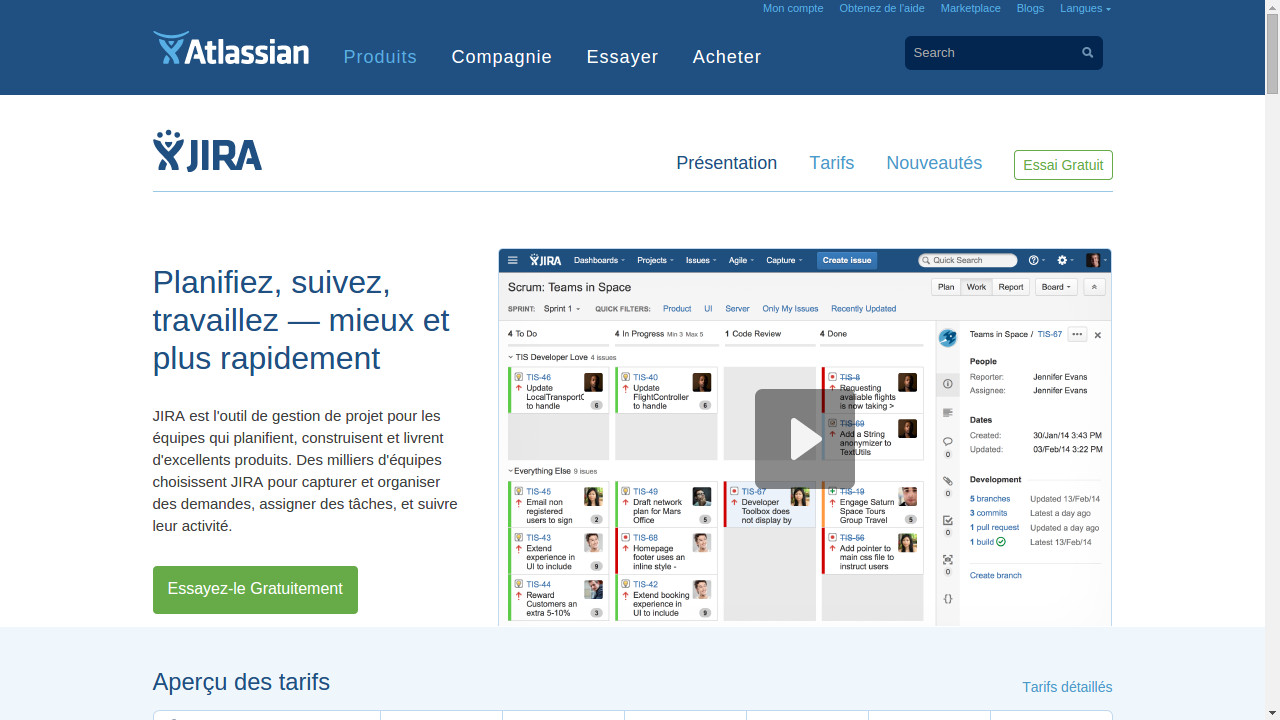 Mon compte Obtenez de l'aide Marketplace Blogs Langues
Atlassian Produits Compagnie Essayer Acheter Search
JIRA Présentation Tarifs Nouveautés Essai Gratuit
Planifiez, suivez,
travaillez — mieux et
plus rapidement
JIRA est l'outil de gestion de projet pour les
équipes qui planifient, construisent et livrent
d'excellents produits. Des milliers d'équipes
choisissent JIRA pour capturer et organiser
des demandes, assigner des tâches, et suivre
leur activité.
Essayez-le Gratuitement
JIRA Dashboards Projects Issues Agile Capture Create issue Quick Search
Scrum: Teams in Space Plan Work Report Board
SPRINT: Sprint 1 QUICK FILTERS: Product UI Server Only My Issues Recently Updated
4 To Do 4 In Progress Min 3 Max 5 1 Code Review 4 Done
TIS Developer Love 4 issues
TIS-46
Update
LocalTransportC
to handle
6
TIS-40
Update
FlightController
to handle
6
TIS-8
Requesting
available flights
is now taking >
TIS-69
Add a String
anonymizer to
TextUtils
Everything Else 9 isues
TIS-45
Email non
registered
users to sign
2
TIS-49
Draft network
plan for Mars
Office
5
TIS-67
Developer
Toolbox does
not display by
TIS-19
Engage Saturn
Space Tours
Group Travel
5
TIS-43
Extend
experience in
UI to include
9
TIS-68
Homepage
footer uses an
inline style -
TIS-56
Add pointer to
main css file to
instruct users
TIS-44
Reward
Customers an
extra 5-10%
3
TIS-42
Extend booking
experience in
UI to include
9
Teams in Space / TIS-67
People
Reporter: Jennifer Evans
Assignee: Jennifer Evans
Dates
Created: 30/Jan/14 3:43 PM
Updated: 03/Feb/14 3:22 PM
0
0
0
0
Development
5 branches Updated 13/Feb/14
3 commits Latest a day ago
1 pull request Updated a day ago
1 build Latest 13/Feb/14
Create branch
Aperçu des tarifs Tarifs détaillés